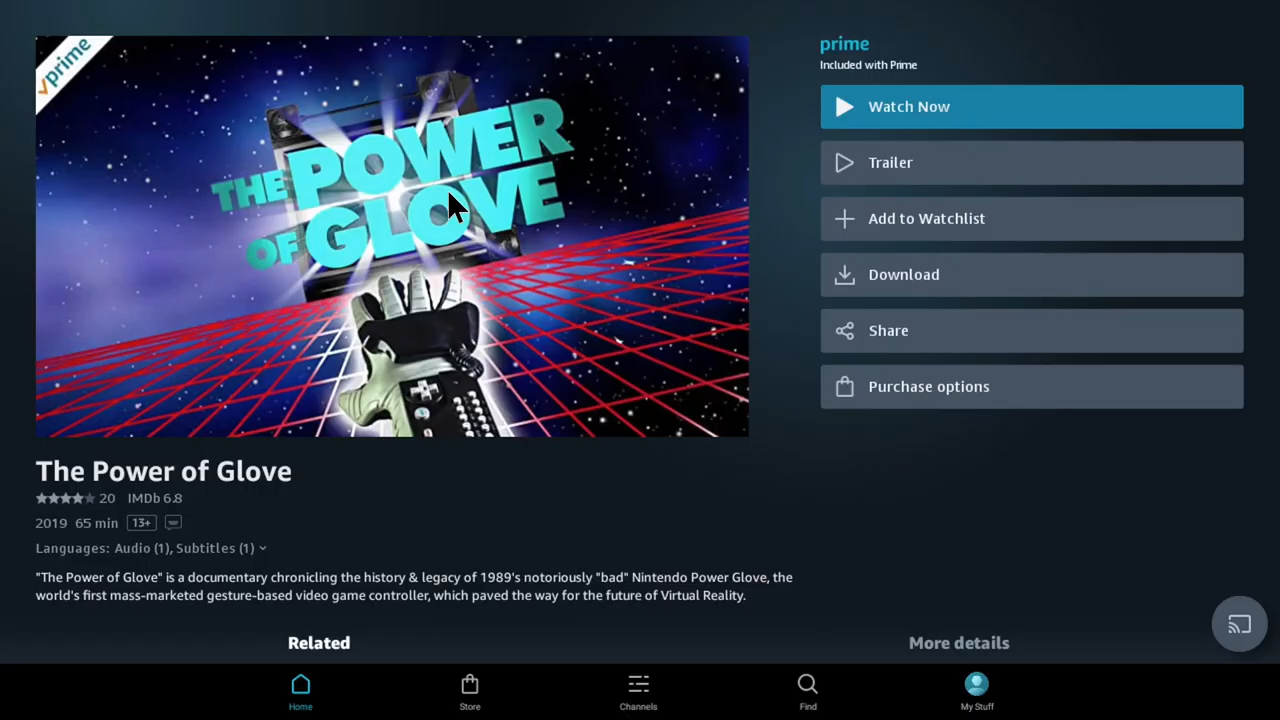 prime
THE POWER
OF GLOVE
The Power of Glove
20 IMDb 6.8
2019 65 min 13+
Languages: Audio (1), Subtitles (1)
"The Power of Glove" is a documentary chronicling the history & legacy of 1989's notoriously "bad" Nintendo Power Glove, the
world's first mass-marketed gesture-based video game controller, which paved the way for the future of Virtual Reality.
prime
Included with Prime
Watch Now
Trailer
Add to Watchlist
Download
Share
Purchase options
Related
More details
Home
Store
Channels
Find
My Stuff